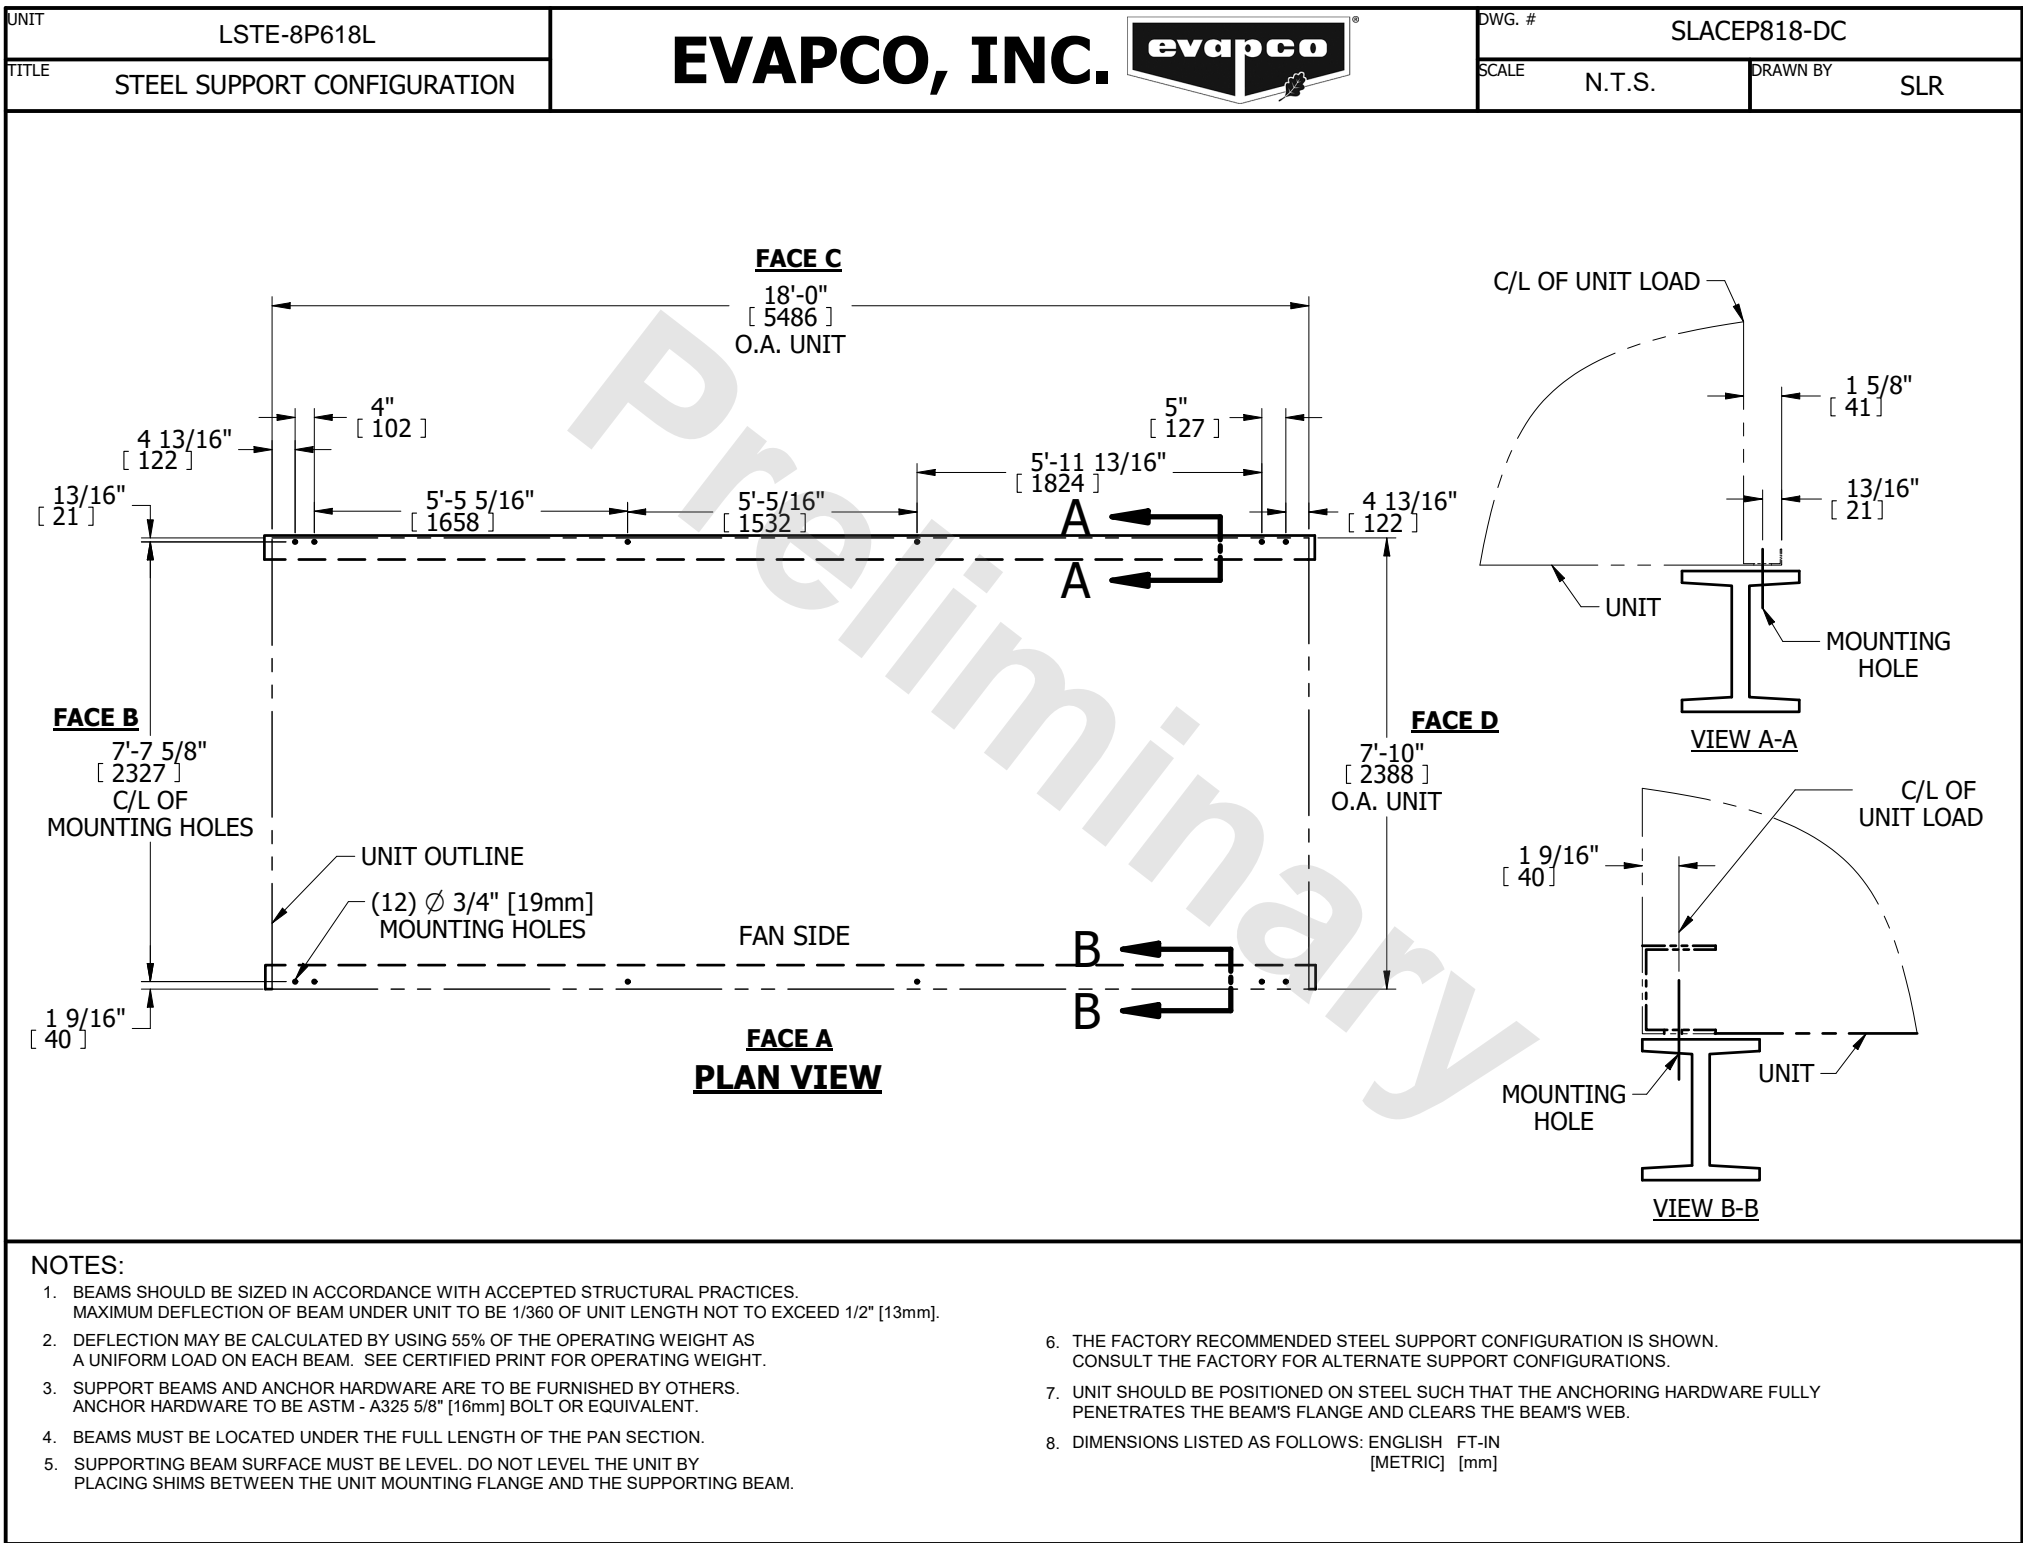 UNIT
LSTE-8P618L
TITLE
STEEL SUPPORT CONFIGURATION
EVAPCO, INC.
evapco
®
DWG. #
SLACEP818-DC
SCALE
N.T.S.
DRAWN BY
SLR
FACE C
18'-0"
[ 5486 ]
O.A. UNIT
4"
[ 102 ]
4 13/16"
[ 122 ]
13/16"
[ 21 ]
5'-5 5/16"
[ 1658 ]
5'-5/16"
[ 1532 ]
5'-11 13/16"
[ 1824 ]
5"
[ 127 ]
4 13/16"
[ 122 ]
A
A
FACE B
7'-7 5/8"
[ 2327 ]
C/L OF
MOUNTING HOLES
FACE D
7'-10"
[ 2388 ]
O.A. UNIT
UNIT OUTLINE
(12) ∅ 3/4" [19mm]
MOUNTING HOLES
FAN SIDE
B
B
1 9/16"
[ 40 ]
FACE A
PLAN VIEW
Preliminary
C/L OF UNIT LOAD
1 5/8"
[ 41 ]
13/16"
[ 21 ]
UNIT
MOUNTING
HOLE
VIEW A-A
C/L OF
UNIT LOAD
1 9/16"
[ 40 ]
UNIT
MOUNTING
HOLE
VIEW B-B
NOTES:
1. BEAMS SHOULD BE SIZED IN ACCORDANCE WITH ACCEPTED STRUCTURAL PRACTICES.
MAXIMUM DEFLECTION OF BEAM UNDER UNIT TO BE 1/360 OF UNIT LENGTH NOT TO EXCEED 1/2" [13mm].
2. DEFLECTION MAY BE CALCULATED BY USING 55% OF THE OPERATING WEIGHT AS
A UNIFORM LOAD ON EACH BEAM. SEE CERTIFIED PRINT FOR OPERATING WEIGHT.
3. SUPPORT BEAMS AND ANCHOR HARDWARE ARE TO BE FURNISHED BY OTHERS.
ANCHOR HARDWARE TO BE ASTM - A325 5/8" [16mm] BOLT OR EQUIVALENT.
4. BEAMS MUST BE LOCATED UNDER THE FULL LENGTH OF THE PAN SECTION.
5. SUPPORTING BEAM SURFACE MUST BE LEVEL. DO NOT LEVEL THE UNIT BY
PLACING SHIMS BETWEEN THE UNIT MOUNTING FLANGE AND THE SUPPORTING BEAM.
6. THE FACTORY RECOMMENDED STEEL SUPPORT CONFIGURATION IS SHOWN.
CONSULT THE FACTORY FOR ALTERNATE SUPPORT CONFIGURATIONS.
7. UNIT SHOULD BE POSITIONED ON STEEL SUCH THAT THE ANCHORING HARDWARE FULLY
PENETRATES THE BEAM'S FLANGE AND CLEARS THE BEAM'S WEB.
8. DIMENSIONS LISTED AS FOLLOWS: ENGLISH FT-IN
[METRIC] [mm]